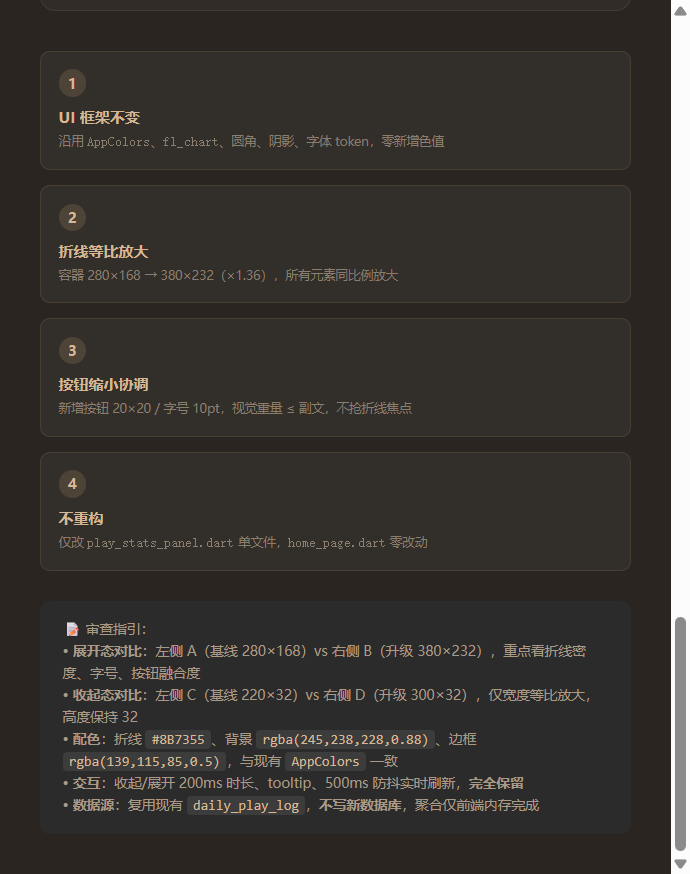 1
UI 框架不变
沿用 AppColors、fl_chart、圆角、阴影、字体 token，零新增色值
2
折线等比放大
容器 280×168 → 380×232（×1.36），所有元素同比例放大
3
按钮缩小协调
新增按钮 20×20 / 字号 10pt，视觉重量 ≤ 副文，不抢折线焦点
4
不重构
仅改 play_stats_panel.dart 单文件，home_page.dart 零改动
📝 审查指引：
• 展开态对比：左侧 A（基线 280×168）vs 右侧 B（升级 380×232），重点看折线密
度、字号、按钮融合度
• 收起态对比：左侧 C（基线 220×32）vs 右侧 D（升级 300×32），仅宽度等比放大，
高度保持 32
• 配色：折线 #8B7355、背景 rgba(245,238,228,0.88)、边框
rgba(139,115,85,0.5)，与现有 AppColors 一致
• 交互：收起/展开 200ms 时长、tooltip、500ms 防抖实时刷新，完全保留
• 数据源：复用现有 daily_play_log，不写新数据库，聚合仅前端内存完成